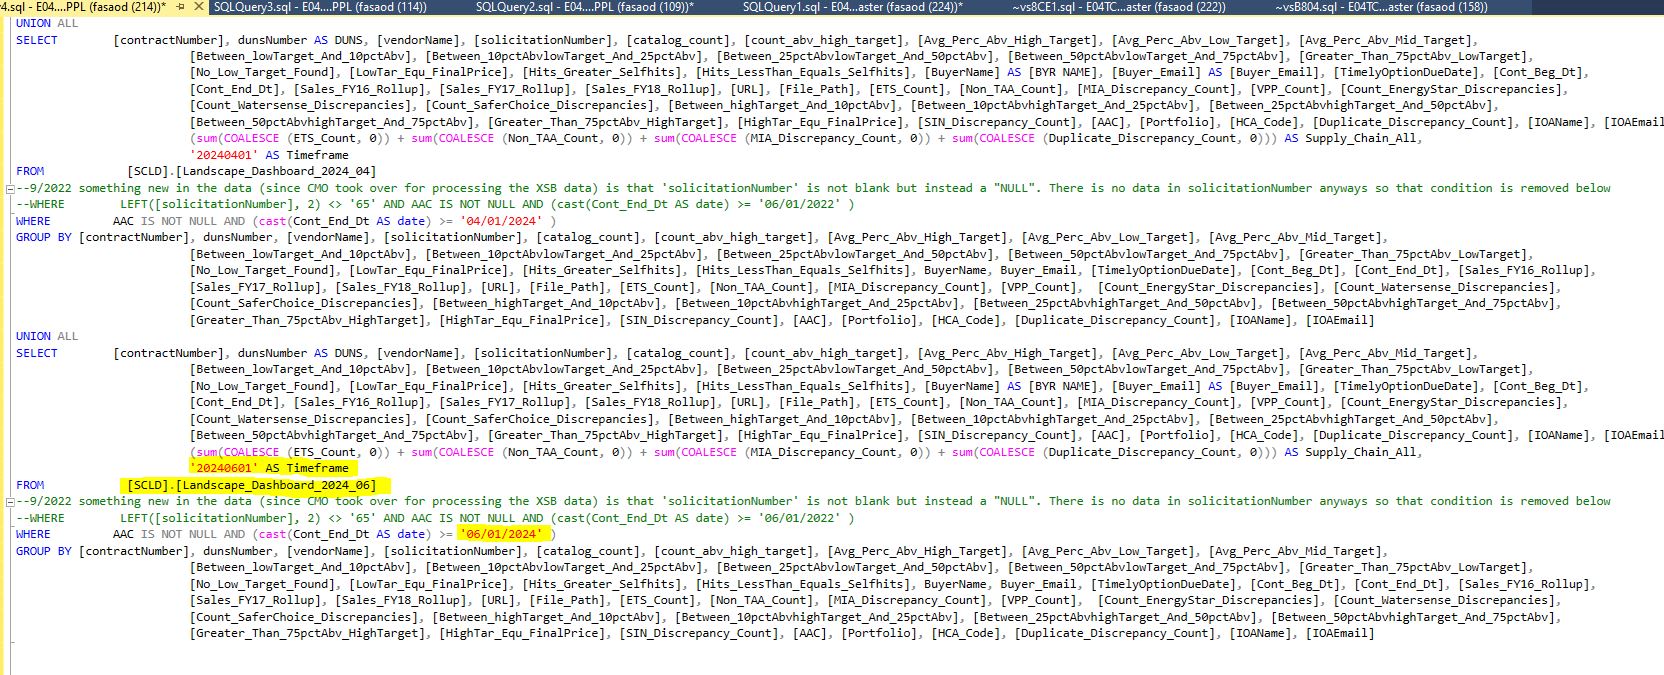 v4.sql - E04....PPL (fasaod (214))*
SQLQuery3.sql - E04....PPL (fasaod (114))
SQLQuery2.sql - E04....PPL (fasaod (109))*
SQLQuery1.sql - E04...aster (fasaod (224))*
~vs8CE1.sql - E04TC...aster (fasaod (222))
~vsB804.sql - E04TC...aster (fasaod (158))
UNION ALL
SELECT [contractNumber], dunsNumber AS DUNS, [vendorName], [solicitationNumber], [catalog_count], [count_abv_high_target], [Avg_Perc_Abv_High_Target], [Avg_Perc_Abv_Low_Target], [Avg_Perc_Abv_Mid_Target],
[Between_lowTarget_And_10pctAbv], [Between_10pctAbvlowTarget_And_25pctAbv], [Between_25pctAbvlowTarget_And_50pctAbv], [Between_50pctAbvlowTarget_And_75pctAbv], [Greater_Than_75pctAbv_LowTarget],
[No_Low_Target_Found], [LowTar_Equ_FinalPrice], [Hits_Greater_Selfhits], [Hits_LessThan_Equals_Selfhits], [BuyerName] AS [BYR NAME], [Buyer_Email] AS [Buyer_Email], [TimelyOptionDueDate], [Cont_Beg_Dt],
[Cont_End_Dt], [Sales_FY16_Rollup], [Sales_FY17_Rollup], [Sales_FY18_Rollup], [URL], [File_Path], [ETS_Count], [Non_TAA_Count], [MIA_Discrepancy_Count], [VPP_Count], [Count_EnergyStar_Discrepancies],
[Count_Watersense_Discrepancies], [Count_SaferChoice_Discrepancies], [Between_highTarget_And_10pctAbv], [Between_10pctAbvhighTarget_And_25pctAbv], [Between_25pctAbvhighTarget_And_50pctAbv],
[Between_50pctAbvhighTarget_And_75pctAbv], [Greater_Than_75pctAbv_HighTarget], [HighTar_Equ_FinalPrice], [SIN_Discrepancy_Count], [AAC], [Portfolio], [HCA_Code], [Duplicate_Discrepancy_Count], [IOAName], [IOAEmail
(sum(COALESCE (ETS_Count, 0)) + sum(COALESCE (Non_TAA_Count, 0)) + sum(COALESCE (MIA_Discrepancy_Count, 0)) + sum(COALESCE (Duplicate_Discrepancy_Count, 0))) AS Supply_Chain_All,
'20240401' AS Timeframe
FROM [SCLD].[Landscape_Dashboard_2024_04]
--9/2022 something new in the data (since CMO took over for processing the XSB data) is that 'solicitationNumber' is not blank but instead a "NULL". There is no data in solicitationNumber anyways so that condition is removed below
--WHERE LEFT([solicitationNumber], 2) <> '65' AND AAC IS NOT NULL AND (cast(Cont_End_Dt AS date) >= '06/01/2022' )
WHERE AAC IS NOT NULL AND (cast(Cont_End_Dt AS date) >= '04/01/2024' )
GROUP BY [contractNumber], dunsNumber, [vendorName], [solicitationNumber], [catalog_count], [count_abv_high_target], [Avg_Perc_Abv_High_Target], [Avg_Perc_Abv_Low_Target], [Avg_Perc_Abv_Mid_Target],
[Between_lowTarget_And_10pctAbv], [Between_10pctAbvlowTarget_And_25pctAbv], [Between_25pctAbvlowTarget_And_50pctAbv], [Between_50pctAbvlowTarget_And_75pctAbv], [Greater_Than_75pctAbv_LowTarget],
[No_Low_Target_Found], [LowTar_Equ_FinalPrice], [Hits_Greater_Selfhits], [Hits_LessThan_Equals_Selfhits], BuyerName, Buyer_Email, [TimelyOptionDueDate], [Cont_Beg_Dt], [Cont_End_Dt], [Sales_FY16_Rollup],
[Sales_FY17_Rollup], [Sales_FY18_Rollup], [URL], [File_Path], [ETS_Count], [Non_TAA_Count], [MIA_Discrepancy_Count], [VPP_Count], [Count_EnergyStar_Discrepancies], [Count_Watersense_Discrepancies],
[Count_SaferChoice_Discrepancies], [Between_highTarget_And_10pctAbv], [Between_10pctAbvhighTarget_And_25pctAbv], [Between_25pctAbvhighTarget_And_50pctAbv], [Between_50pctAbvhighTarget_And_75pctAbv],
[Greater_Than_75pctAbv_HighTarget], [HighTar_Equ_FinalPrice], [SIN_Discrepancy_Count], [AAC], [Portfolio], [HCA_Code], [Duplicate_Discrepancy_Count], [IOAName], [IOAEmail]
UNION ALL
SELECT [contractNumber], dunsNumber AS DUNS, [vendorName], [solicitationNumber], [catalog_count], [count_abv_high_target], [Avg_Perc_Abv_High_Target], [Avg_Perc_Abv_Low_Target], [Avg_Perc_Abv_Mid_Target],
[Between_lowTarget_And_10pctAbv], [Between_10pctAbvlowTarget_And_25pctAbv], [Between_25pctAbvlowTarget_And_50pctAbv], [Between_50pctAbvlowTarget_And_75pctAbv], [Greater_Than_75pctAbv_LowTarget],
[No_Low_Target_Found], [LowTar_Equ_FinalPrice], [Hits_Greater_Selfhits], [Hits_LessThan_Equals_Selfhits], [BuyerName] AS [BYR NAME], [Buyer_Email] AS [Buyer_Email], [TimelyOptionDueDate], [Cont_Beg_Dt],
[Cont_End_Dt], [Sales_FY16_Rollup], [Sales_FY17_Rollup], [Sales_FY18_Rollup], [URL], [File_Path], [ETS_Count], [Non_TAA_Count], [MIA_Discrepancy_Count], [VPP_Count], [Count_EnergyStar_Discrepancies],
[Count_Watersense_Discrepancies], [Count_SaferChoice_Discrepancies], [Between_highTarget_And_10pctAbv], [Between_10pctAbvhighTarget_And_25pctAbv], [Between_25pctAbvhighTarget_And_50pctAbv],
[Between_50pctAbvhighTarget_And_75pctAbv], [Greater_Than_75pctAbv_HighTarget], [HighTar_Equ_FinalPrice], [SIN_Discrepancy_Count], [AAC], [Portfolio], [HCA_Code], [Duplicate_Discrepancy_Count], [IOAName], [IOAEmail
(sum(COALESCE (ETS_Count, 0)) + sum(COALESCE (Non_TAA_Count, 0)) + sum(COALESCE (MIA_Discrepancy_Count, 0)) + sum(COALESCE (Duplicate_Discrepancy_Count, 0))) AS Supply_Chain_All,
'20240601' AS Timeframe
FROM [SCLD].[Landscape_Dashboard_2024_06]
--9/2022 something new in the data (since CMO took over for processing the XSB data) is that 'solicitationNumber' is not blank but instead a "NULL". There is no data in solicitationNumber anyways so that condition is removed below
--WHERE LEFT([solicitationNumber], 2) <> '65' AND AAC IS NOT NULL AND (cast(Cont_End_Dt AS date) >= '06/01/2022' )
WHERE AAC IS NOT NULL AND (cast(Cont_End_Dt AS date) >= '06/01/2024' )
GROUP BY [contractNumber], dunsNumber, [vendorName], [solicitationNumber], [catalog_count], [count_abv_high_target], [Avg_Perc_Abv_High_Target], [Avg_Perc_Abv_Low_Target], [Avg_Perc_Abv_Mid_Target],
[Between_lowTarget_And_10pctAbv], [Between_10pctAbvlowTarget_And_25pctAbv], [Between_25pctAbvlowTarget_And_50pctAbv], [Between_50pctAbvlowTarget_And_75pctAbv], [Greater_Than_75pctAbv_LowTarget],
[No_Low_Target_Found], [LowTar_Equ_FinalPrice], [Hits_Greater_Selfhits], [Hits_LessThan_Equals_Selfhits], BuyerName, Buyer_Email, [TimelyOptionDueDate], [Cont_Beg_Dt], [Cont_End_Dt], [Sales_FY16_Rollup],
[Sales_FY17_Rollup], [Sales_FY18_Rollup], [URL], [File_Path], [ETS_Count], [Non_TAA_Count], [MIA_Discrepancy_Count], [VPP_Count], [Count_EnergyStar_Discrepancies], [Count_Watersense_Discrepancies],
[Count_SaferChoice_Discrepancies], [Between_highTarget_And_10pctAbv], [Between_10pctAbvhighTarget_And_25pctAbv], [Between_25pctAbvhighTarget_And_50pctAbv], [Between_50pctAbvhighTarget_And_75pctAbv],
[Greater_Than_75pctAbv_HighTarget], [HighTar_Equ_FinalPrice], [SIN_Discrepancy_Count], [AAC], [Portfolio], [HCA_Code], [Duplicate_Discrepancy_Count], [IOAName], [IOAEmail]